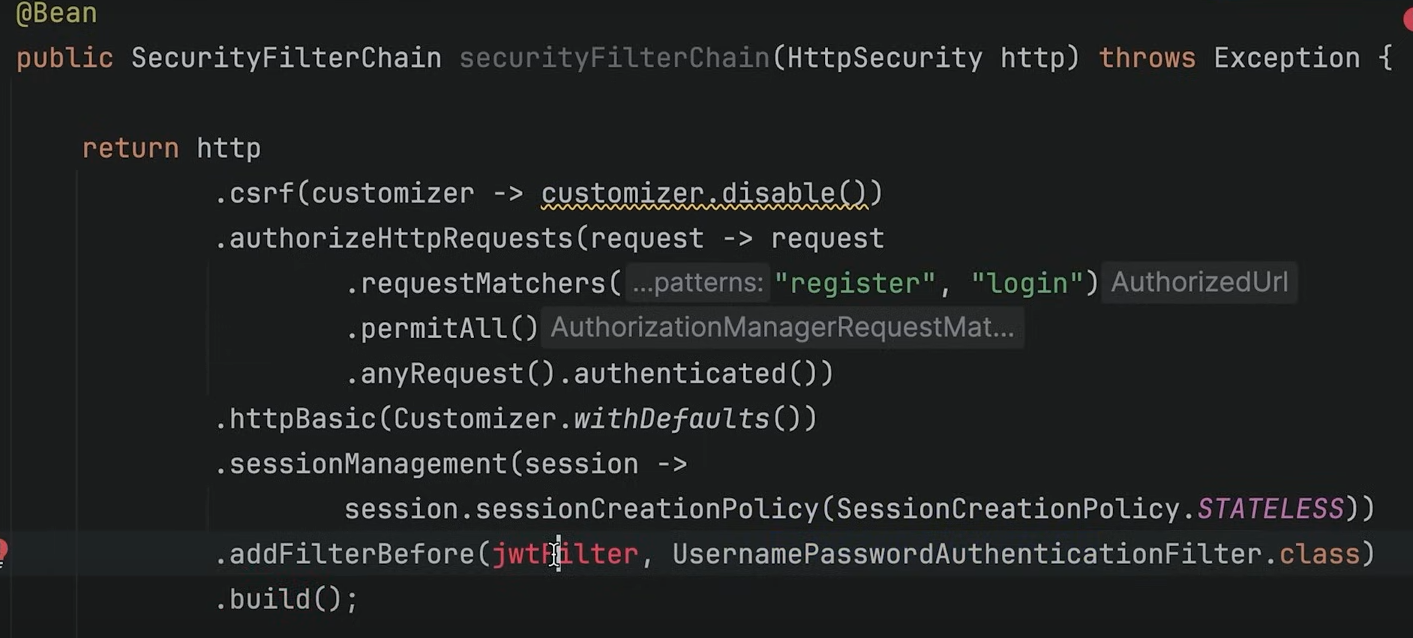 @Bean
public SecurityFilterChain securityFilterChain(HttpSecurity http) throws Exception {
return http
.csrf(customizer -> customizer.disable())
.authorizeHttpRequests(request -> request
.requestMatchers( ...patterns: "register", "login") AuthorizedUrl
.permitAll() AuthorizationManagerRequestMat...
.anyRequest().authenticated())
.httpBasic(Customizer.withDefaults())
.sessionManagement(session ->
session.sessionCreationPolicy(SessionCreationPolicy.STATELESS))
.addFilterBefore(jwtFilter, UsernamePasswordAuthenticationFilter.class)
.build();